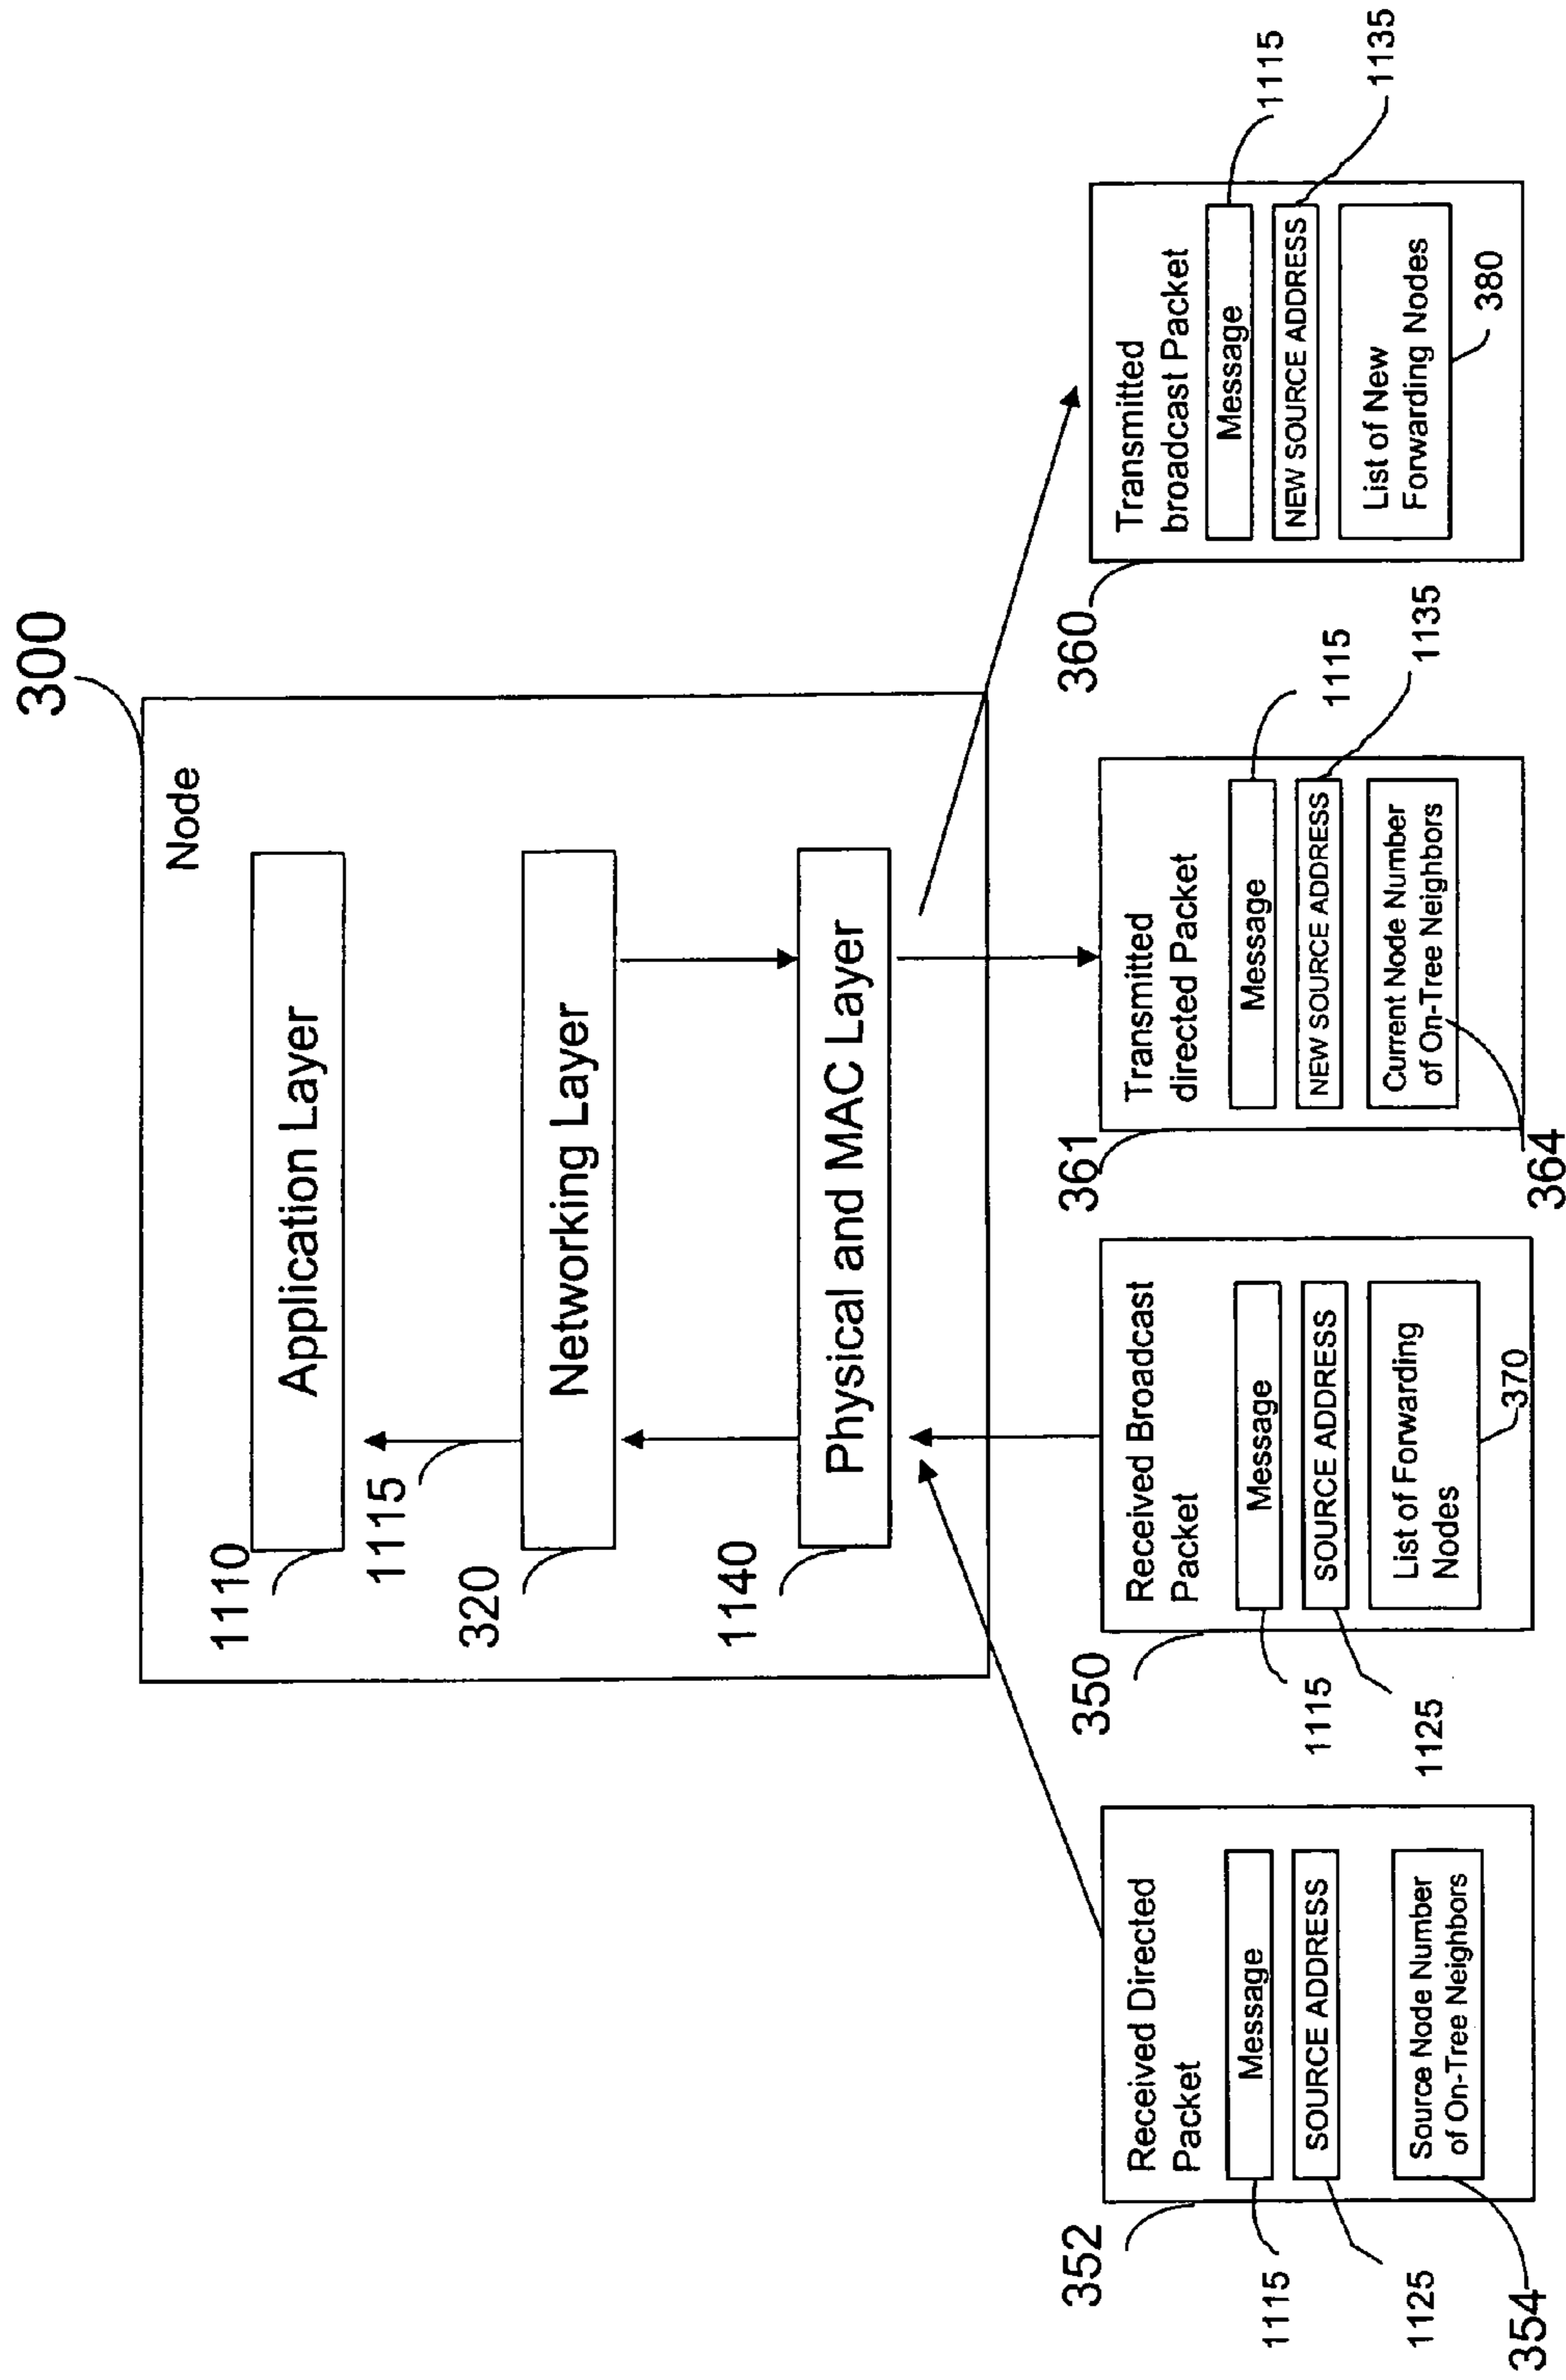 300
Node
Application Layer
1110
1115
Networking Layer
320
Physical and MAC Layer
1140
352
Received Directed
Packet
Message
SOURCE ADDRESS
Source Node Number
of On-Tree Neighbors
1115
1125
354
350
Received Broadcast
Packet
Message
SOURCE ADDRESS
List of Forwarding
Nodes
370
1115
1125
361
Transmitted
directed Packet
Message
NEW SOURCE ADDRESS
Current Node Number
of On-Tree Neighbors
1115
1135
364
360
Transmitted
broadcast Packet
Message
NEW SOURCE ADDRESS
List of New
Forwarding Nodes
380
1115
1135